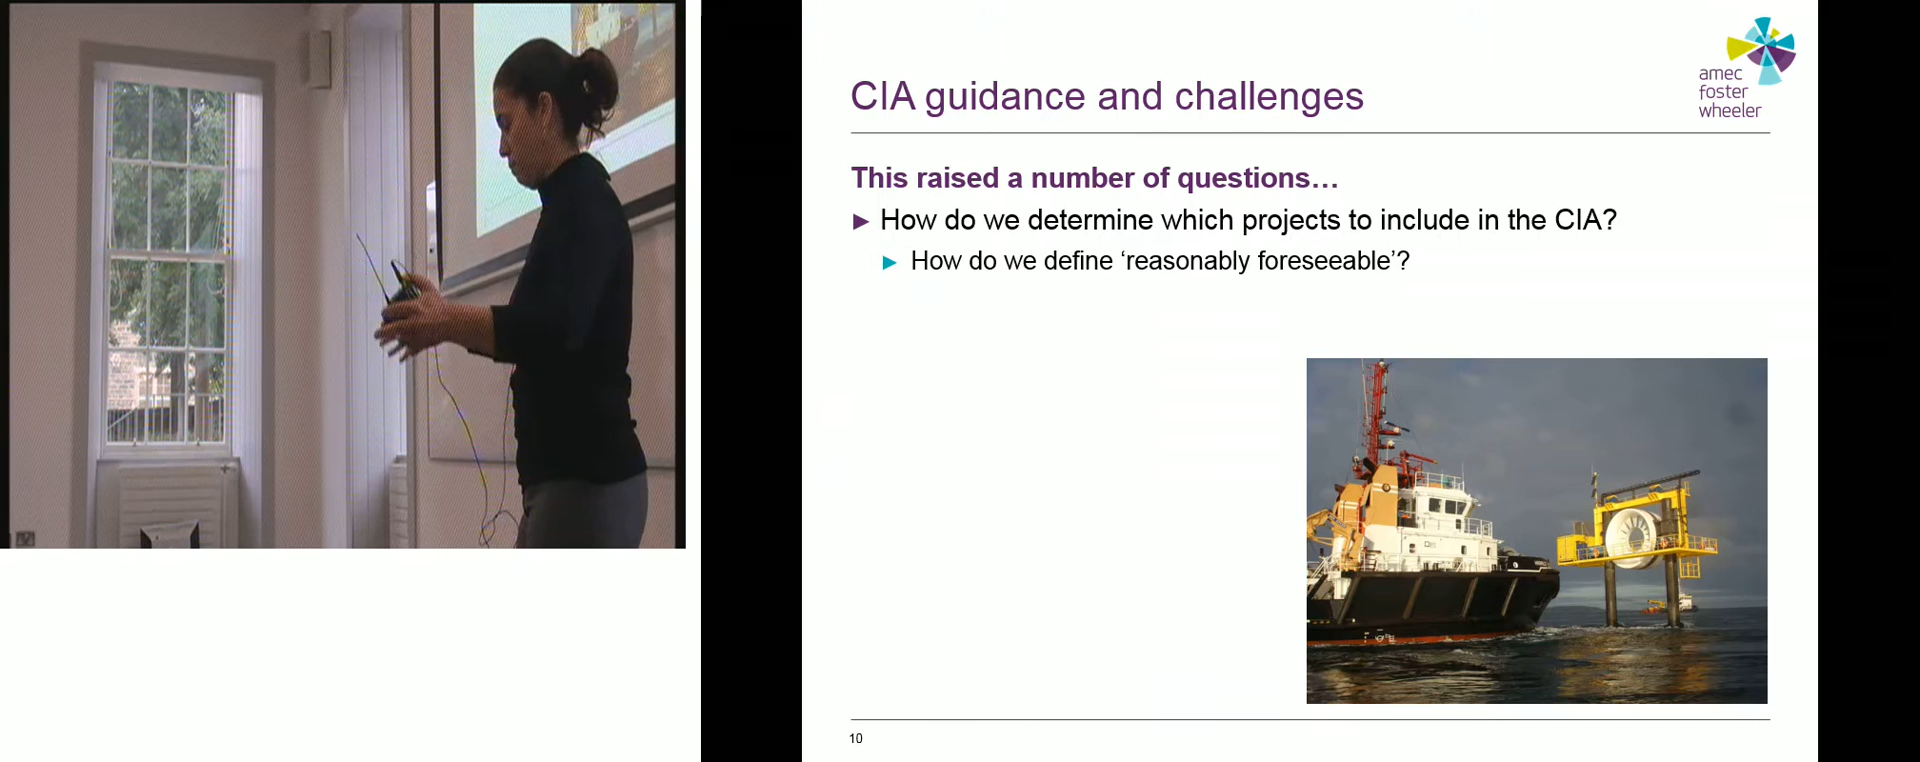 CIA guidance and challenges
amec
foster
wheeler
This raised a number of questions…
How do we determine which projects to include in the CIA?
How do we define ‘reasonably foreseeable’?
10